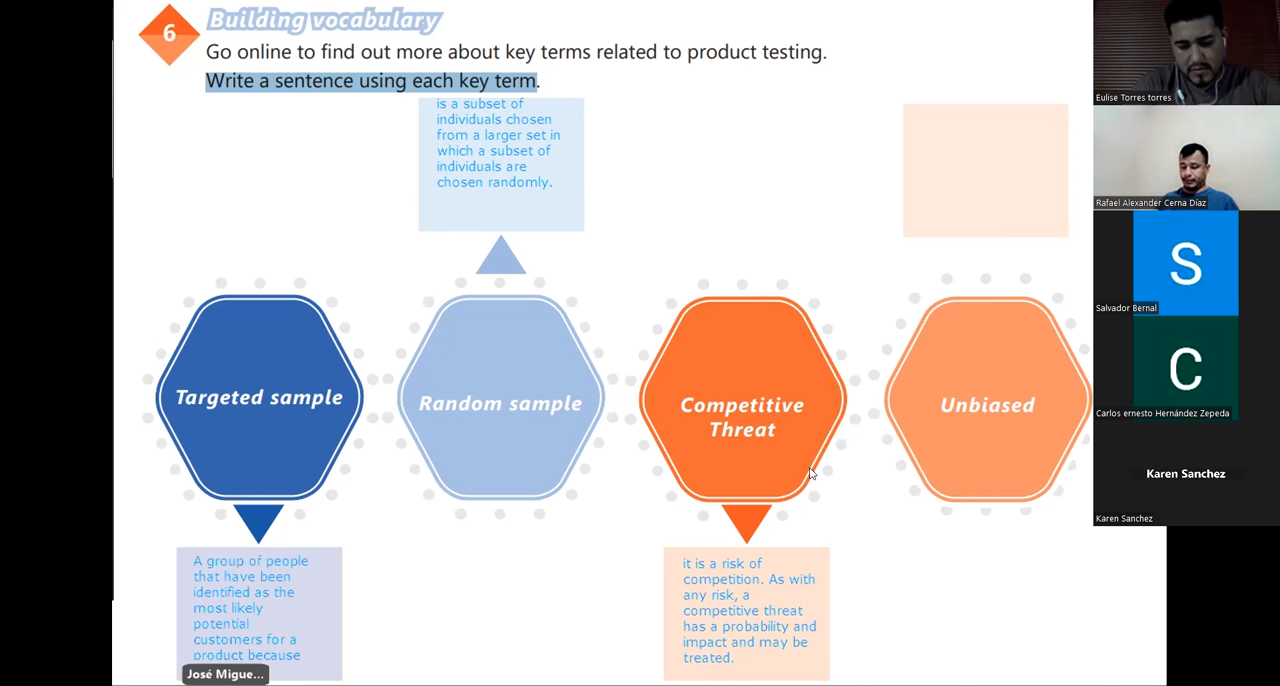 6
Building vocabulary
Go online to find out more about key terms related to product testing.
Write a sentence using each key term.
is a subset of
individuals chosen
from a larger set in
which a subset of
individuals are
chosen randomly.
Targeted sample
Random sample
Competitive
Threat
Unbiased
A group of people
that have been
identified as the
most likely
potential
customers for a
product because
it is a risk of
competition. As with
any risk, a
competitive threat
has a probability and
impact and may be
treated.
José Migue...
Eulise Torres torres
Rafael Alexander Cerna Díaz
S
Salvador Bernal
C
Carlos ernesto Hernández Zepeda
Karen Sanchez
Karen Sanchez